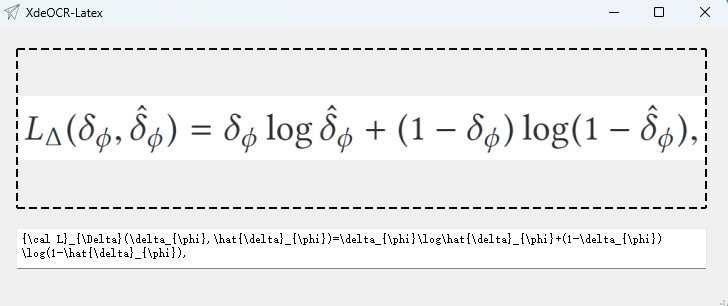 XdeOCR-Latex
L_Δ(δ_ϕ, δ̂_ϕ) = δ_ϕ log δ̂_ϕ + (1 − δ_ϕ) log(1 − δ̂_ϕ),
{\cal L}_{\Delta}(\delta_{\phi},\hat{\delta}_{\phi})=\delta_{\phi}\log\hat{\delta}_{\phi}+(1-\delta_{\phi})
\log(1-\hat{\delta}_{\phi}),